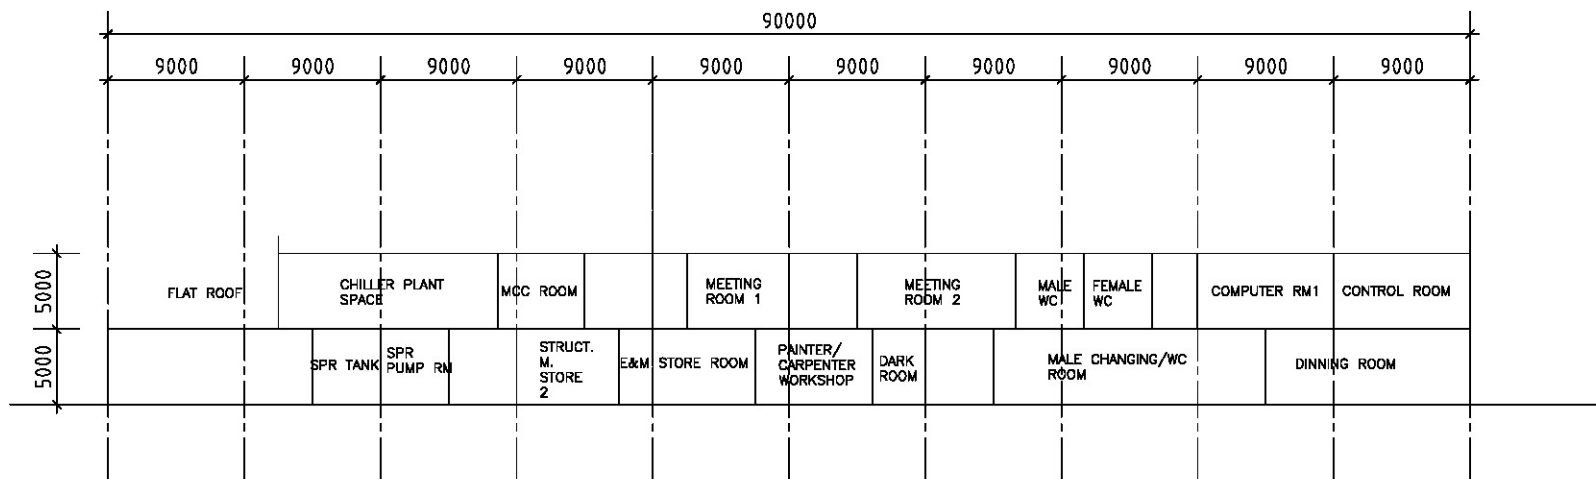 90000
9000 9000 9000 9000 9000 9000 9000 9000 9000 9000
5000
FLAT ROOF
CHILLER PLANT
SPACE
MCC ROOM
MEETING
ROOM 1
MEETING
ROOM 2
MALE
WC
FEMALE
WC
COMPUTER RM1
CONTROL ROOM
5000
SPR TANK
SPR
PUMP RM
STRUCT.
M.
STORE
2
E&M STORE ROOM
PAINTER/
CARPENTER
WORKSHOP
DARK
ROOM
MALE CHANGING/WC
ROOM
DINNING ROOM